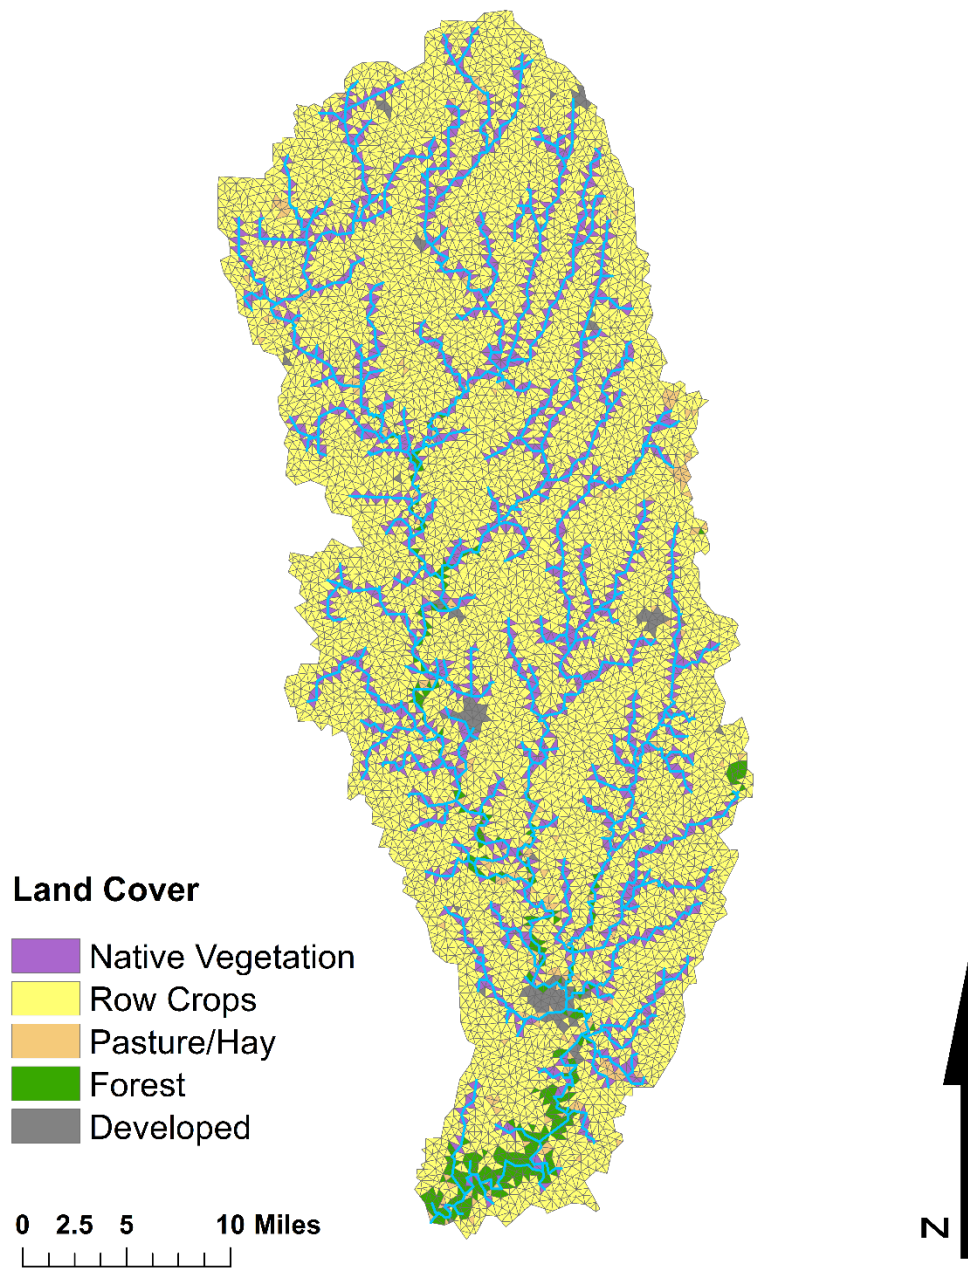 Land Cover
Native Vegetation
Row Crops
Pasture/Hay
Forest
Developed
0 2.5 5 10 Miles
N